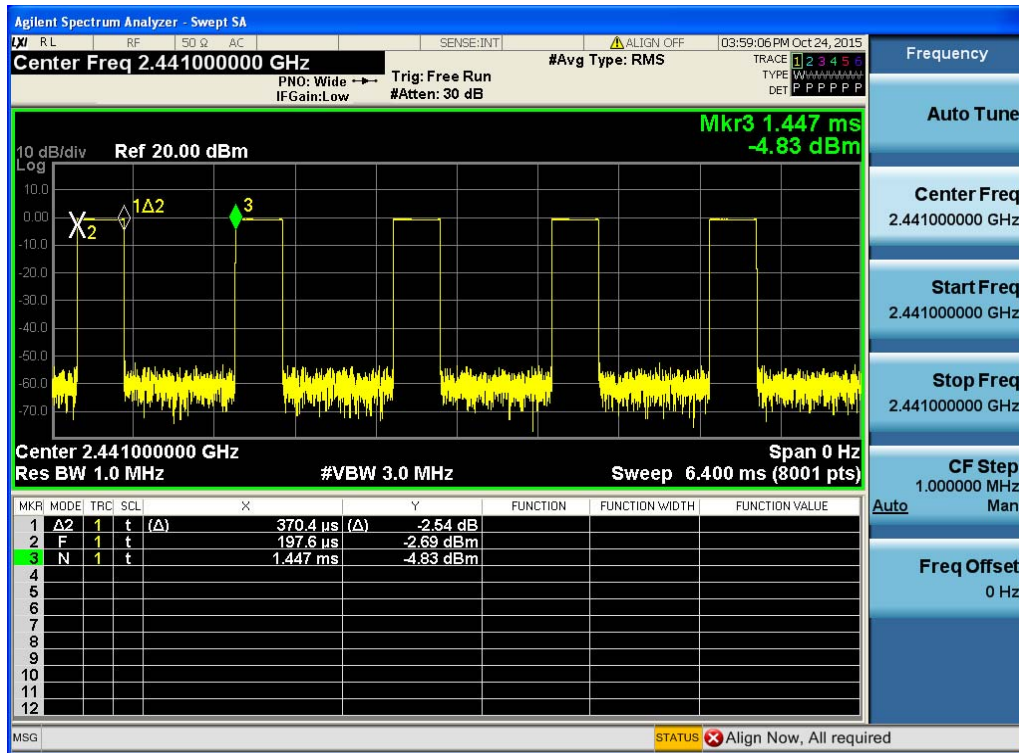 Agilent Spectrum Analyzer - Swept SA
LXI RL RF 50 Ω AC SENSE:INT ALIGN OFF 03:59:06 PM Oct 24, 2015
Center Freq 2.441000000 GHz #Avg Type: RMS TRACE 1 2 3 4 5 6
PNO: Wide Trig: Free Run TYPE W
IFGain:Low #Atten: 30 dB DET P P P P P P
Mkr3 1.447 ms
10 dB/div Ref 20.00 dBm -4.83 dBm
Log
10.0
0.00
-10.0
-20.0
-30.0
-40.0
-50.0
-60.0
-70.0
X2
1Δ2
3
Center 2.441000000 GHz Span 0 Hz
Res BW 1.0 MHz #VBW 3.0 MHz Sweep 6.400 ms (8001 pts)
MKR MODE TRC SCL X Y FUNCTION FUNCTION WIDTH FUNCTION VALUE
1 Δ2 1 t (Δ) 370.4 µs (Δ) -2.54 dB
2 F 1 t 197.6 µs -2.69 dBm
3 N 1 t 1.447 ms -4.83 dBm
4
5
6
7
8
9
10
11
12
MSG STATUS Align Now, All required
Frequency
Auto Tune
Center Freq
2.441000000 GHz
Start Freq
2.441000000 GHz
Stop Freq
2.441000000 GHz
CF Step
1.000000 MHz
Auto Man
Freq Offset
0 Hz